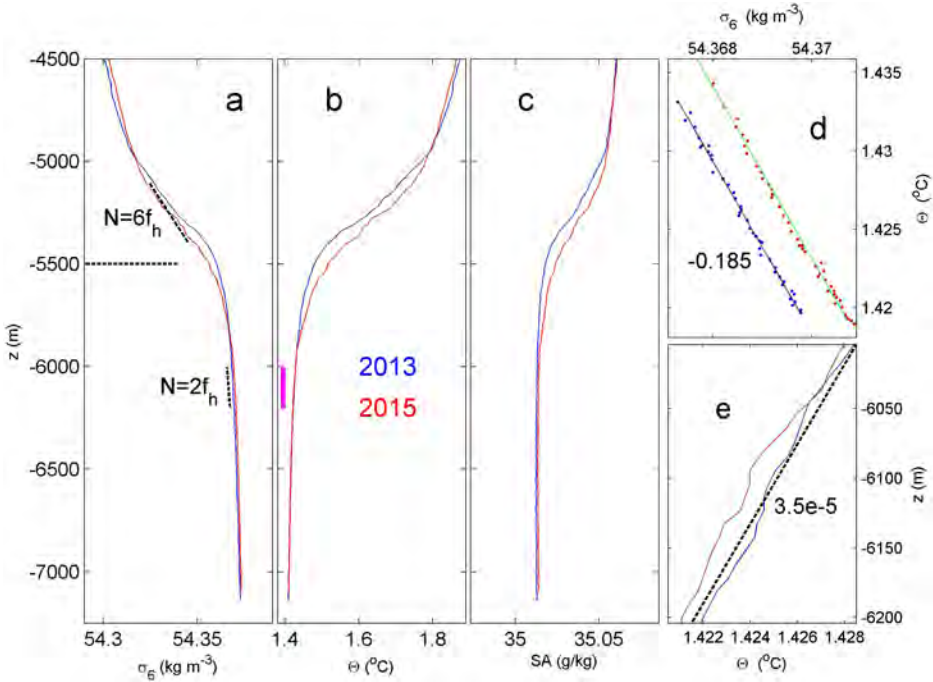 σ6 (kg m-3)
54.368 54.37
-4500
-5000
-5500
-6000
-6500
-7000
z (m)
a b c d
N=6fh
N=2fh
2013
2015
-0.185
1.435
1.43
1.425
1.42
Θ (°C)
e
3.5e-5
-6050
-6100
-6150
-6200
z (m)
54.3 54.35
1.4 1.6 1.8
35 35.05
1.422 1.424 1.426 1.428
σ6 (kg m-3)
Θ (°C)
SA (g/kg)
Θ (°C)